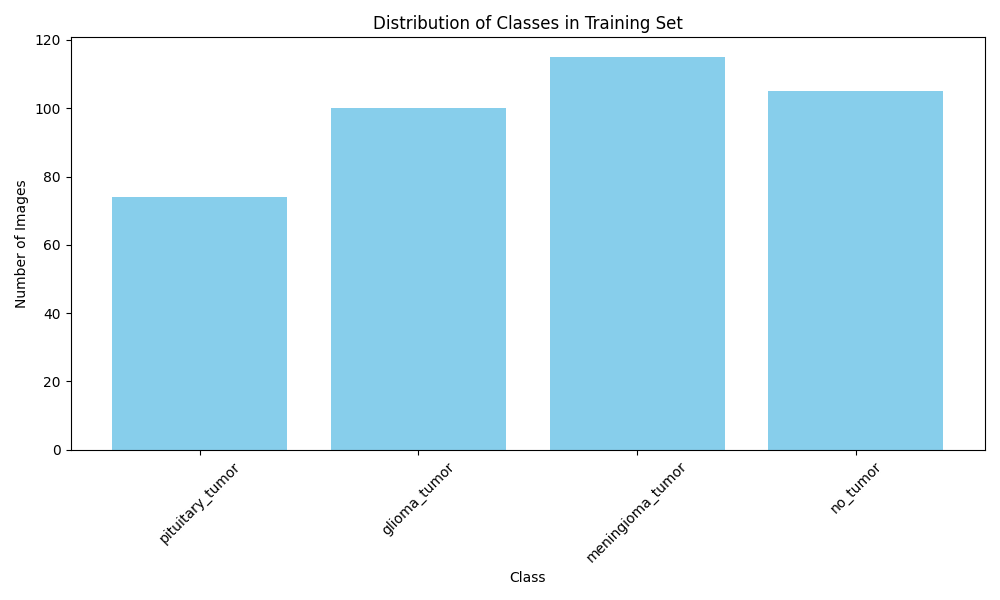 Distribution of Classes in Training Set
120
100
80
60
40
20
0
Number of Images
pituitary_tumor
glioma_tumor
meningioma_tumor
no_tumor
Class